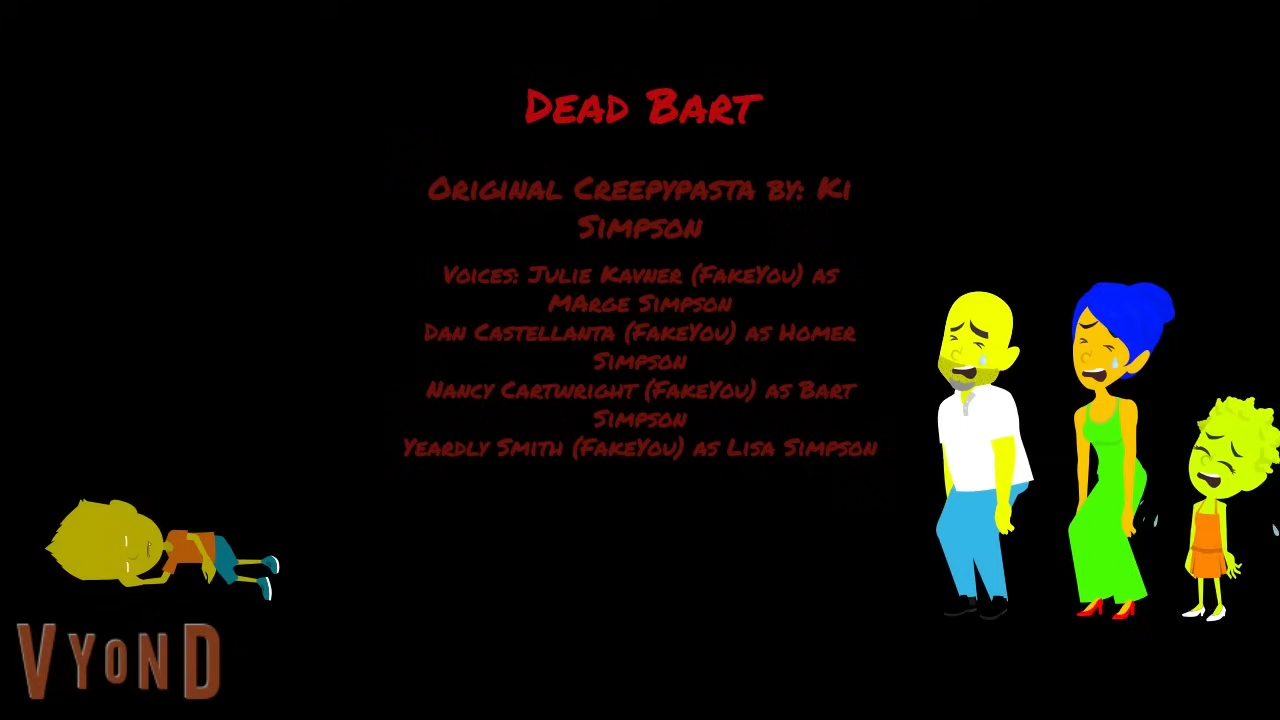 Dead Bart
Original Creepypasta by: Ki
Simpson
Voices: Julie Kavner (FakeYou) as
MArge Simpson
Dan Castellanta (FakeYou) as Homer
Simpson
Nancy Cartwright (FakeYou) as Bart
Simpson
Yeardly Smith (FakeYou) as Lisa Simpson
VYOND